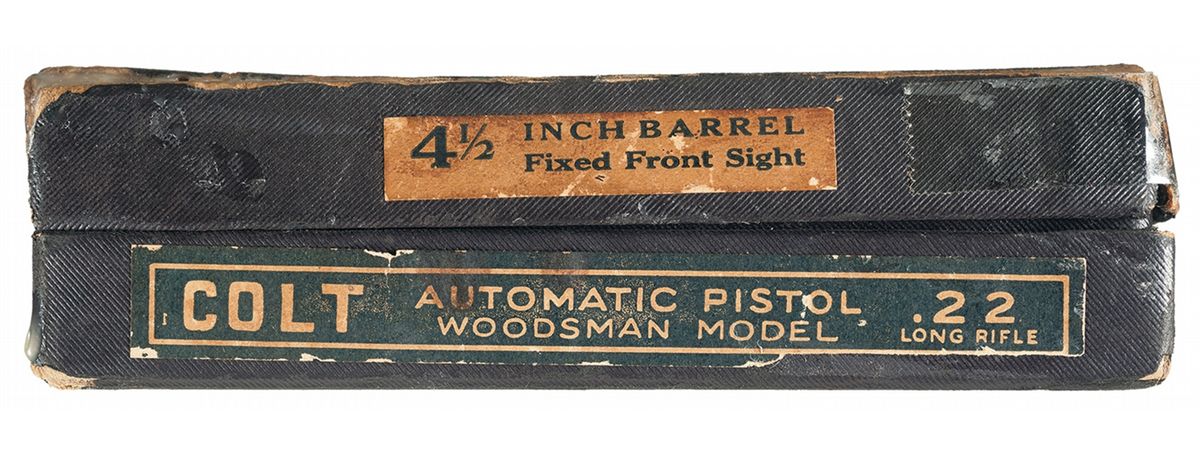 4½ INCH BARREL
Fixed Front Sight
COLT AUTOMATIC PISTOL .22
WOODSMAN MODEL LONG RIFLE